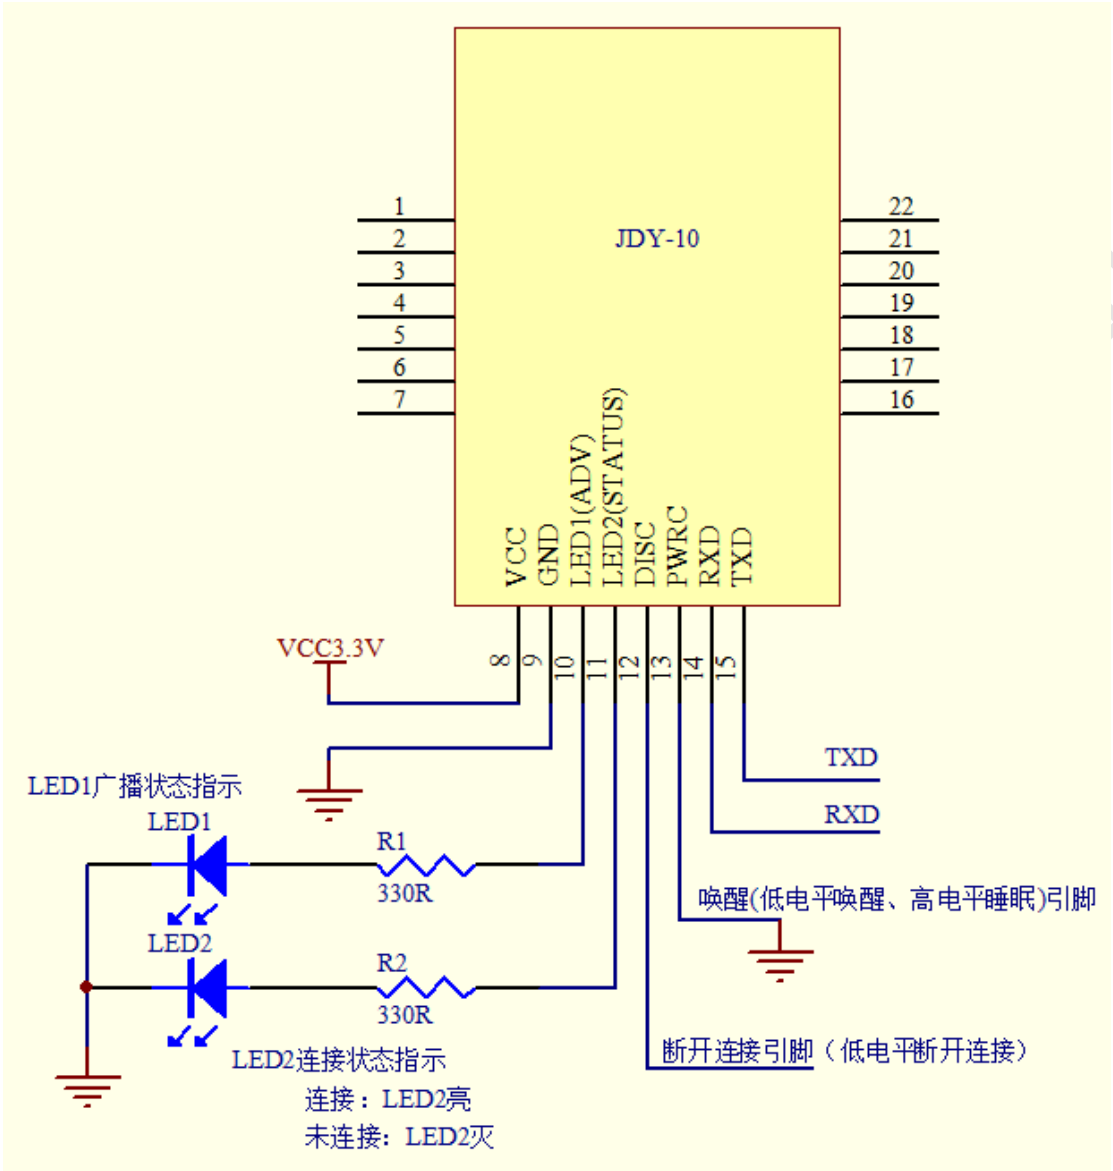 JDY-10
1
2
3
4
5
6
7
22
21
20
19
18
17
16
VCC
GND
LED1(ADV)
LED2(STATUS)
DISC
PWRC
RXD
TXD
8
9
10
11
12
13
14
15
VCC3.3V
TXD
RXD
LED1广播状态指示
LED1
R1
330R
唤醒(低电平唤醒、高电平睡眠)引脚
LED2
R2
330R
断开连接引脚（低电平断开连接）
LED2连接状态指示
连接：LED2亮
未连接：LED2灭